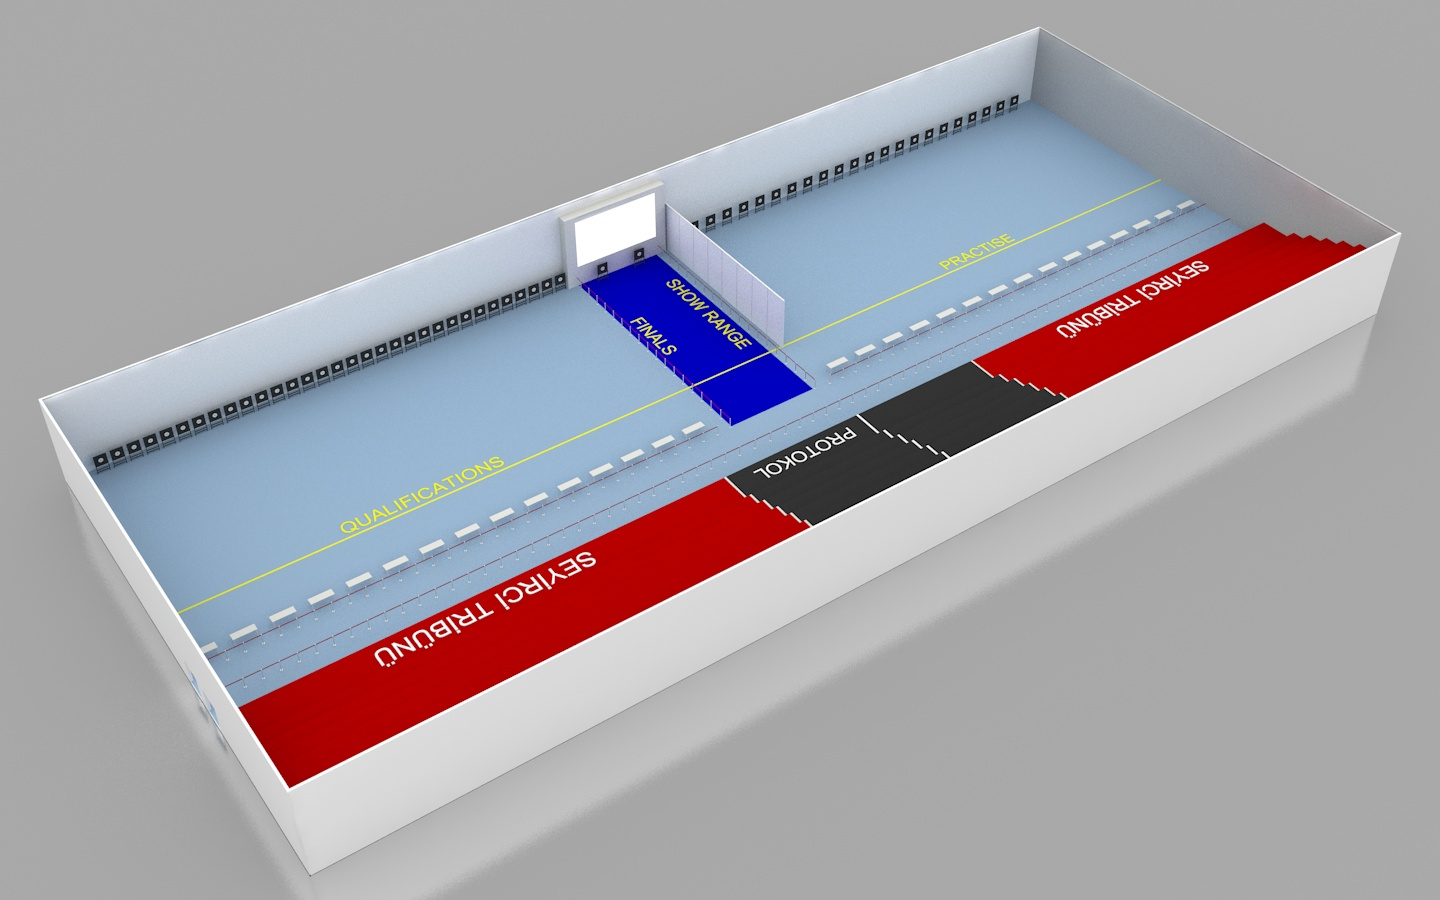 PRACTISE
SHOW RANGE
FINALS
SEYİRCİ TRİBÜNÜ
PROTOKOL
QUALIFICATIONS
SEYİRCİ TRİBÜNÜ